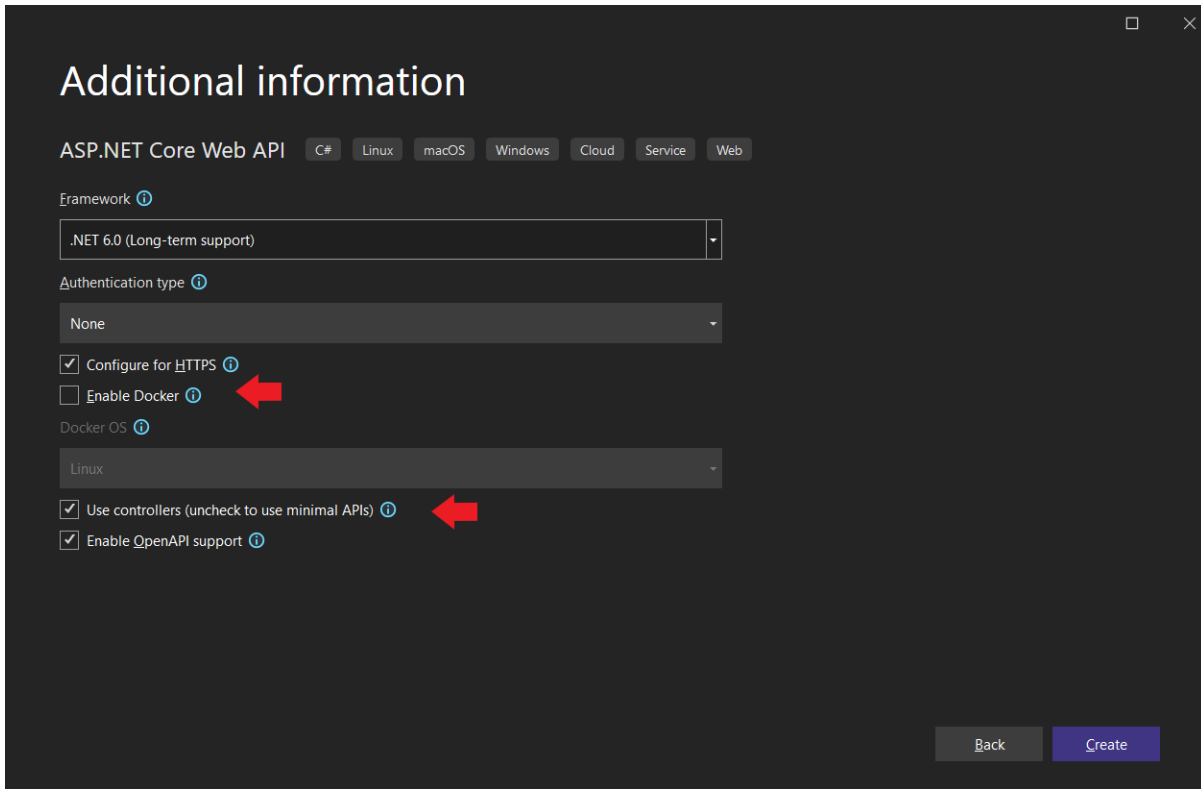 Additional information
ASP.NET Core Web API C# Linux macOS Windows Cloud Service Web
Framework
.NET 6.0 (Long-term support)
Authentication type
None
Configure for HTTPS
Enable Docker
Docker OS
Linux
Use controllers (uncheck to use minimal APIs)
Enable OpenAPI support
Back Create